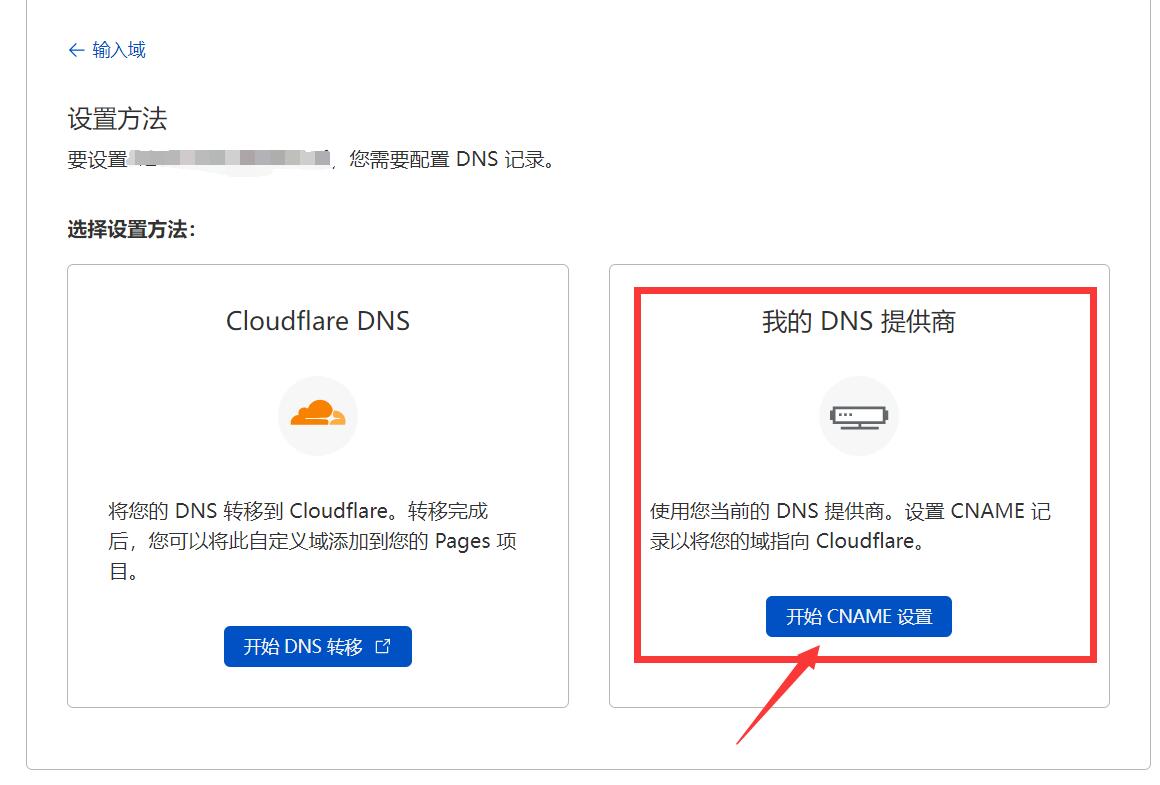 ← 输入域
设置方法
要设置 ，您需要配置 DNS 记录。
选择设置方法：
Cloudflare DNS
将您的 DNS 转移到 Cloudflare。转移完成
后，您可以将此自定义域添加到您的 Pages 项
目。
开始 DNS 转移
我的 DNS 提供商
使用您当前的 DNS 提供商。设置 CNAME 记
录以将您的域指向 Cloudflare。
开始 CNAME 设置